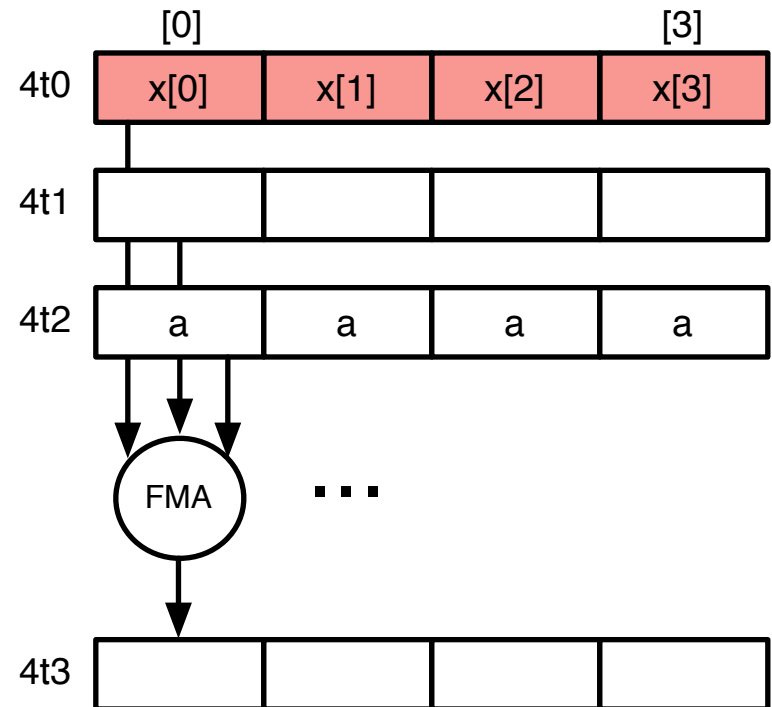 [0] [3]
4t0 x[0] x[1] x[2] x[3]
4t1
4t2 a a a a
FMA ...
4t3